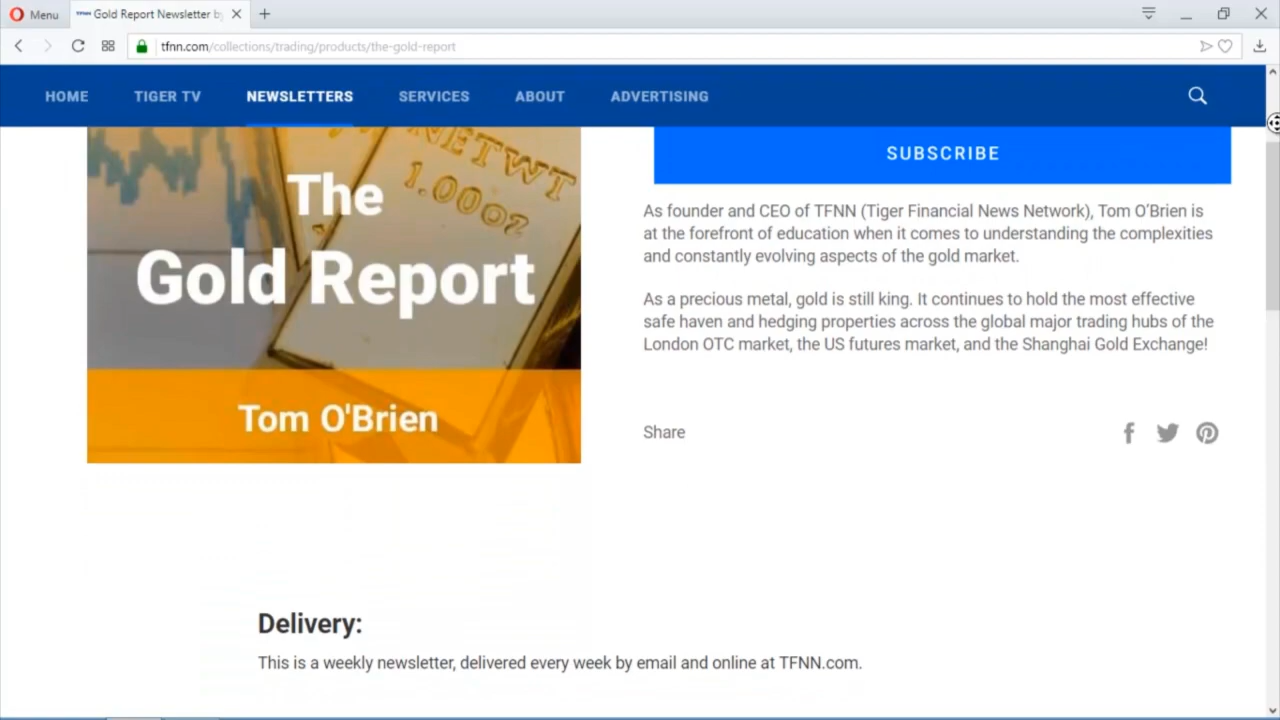 Menu
TFNN Gold Report Newsletter by
tfnn.com/collections/trading/products/the-gold-report
HOME
TIGER TV
NEWSLETTERS
SERVICES
ABOUT
ADVERTISING
NETWT
1.00oz
The
Gold Report
Tom O'Brien
SUBSCRIBE
As founder and CEO of TFNN (Tiger Financial News Network), Tom O'Brien is
at the forefront of education when it comes to understanding the complexities
and constantly evolving aspects of the gold market.
As a precious metal, gold is still king. It continues to hold the most effective
safe haven and hedging properties across the global major trading hubs of the
London OTC market, the US futures market, and the Shanghai Gold Exchange!
Share
Delivery:
This is a weekly newsletter, delivered every week by email and online at TFNN.com.